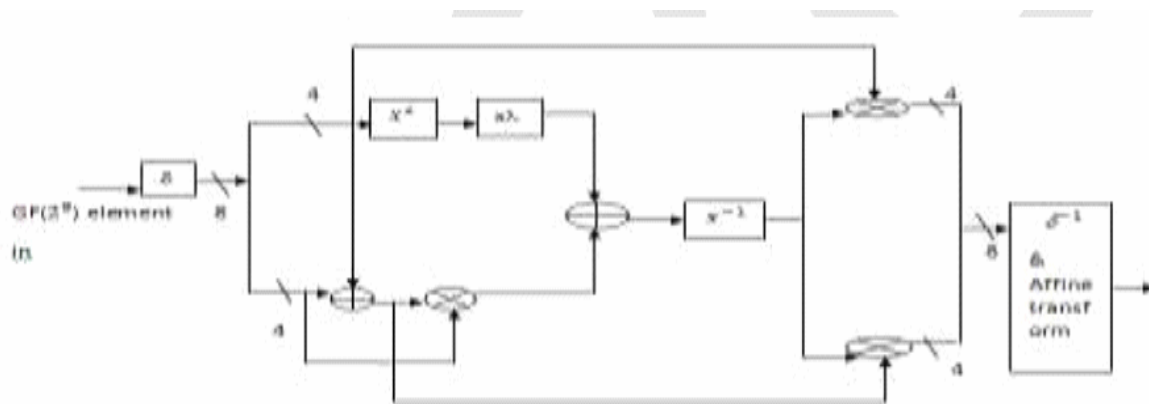 4
x²
xλ
4
δ
8
GF(2⁸) element
in
x⁻¹
8
δ⁻¹
&
Affine
transf
orm
4
4